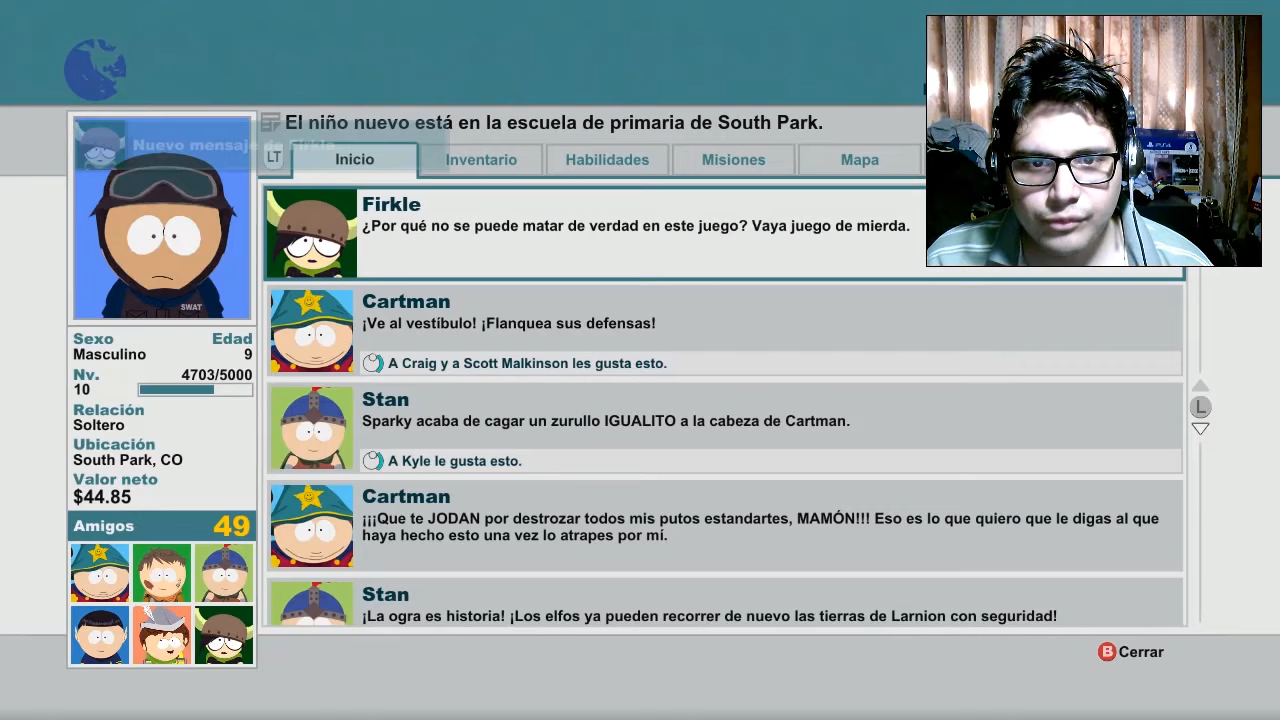 El niño nuevo está en la escuela de primaria de South Park.
Nuevo mensaje de Firkle
LT
Inicio
Inventario
Habilidades
Misiones
Mapa
SWAT
Sexo
Edad
Masculino
9
Nv.
4703/5000
10
Relación
Soltero
Ubicación
South Park, CO
Valor neto
$44.85
Amigos
49
Firkle
¿Por qué no se puede matar de verdad en este juego? Vaya juego de mierda.
Cartman
¡Ve al vestíbulo! ¡Flanquea sus defensas!
A Craig y a Scott Malkinson les gusta esto.
Stan
Sparky acaba de cagar un zurullo IGUALITO a la cabeza de Cartman.
A Kyle le gusta esto.
Cartman
¡¡¡Que te JODAN por destrozar todos mis putos estandartes, MAMÓN!!! Eso es lo que quiero que le digas al que
haya hecho esto una vez lo atrapes por mí.
Stan
¡La ogra es historia! ¡Los elfos ya pueden recorrer de nuevo las tierras de Larnion con seguridad!
L
B Cerrar
PS4